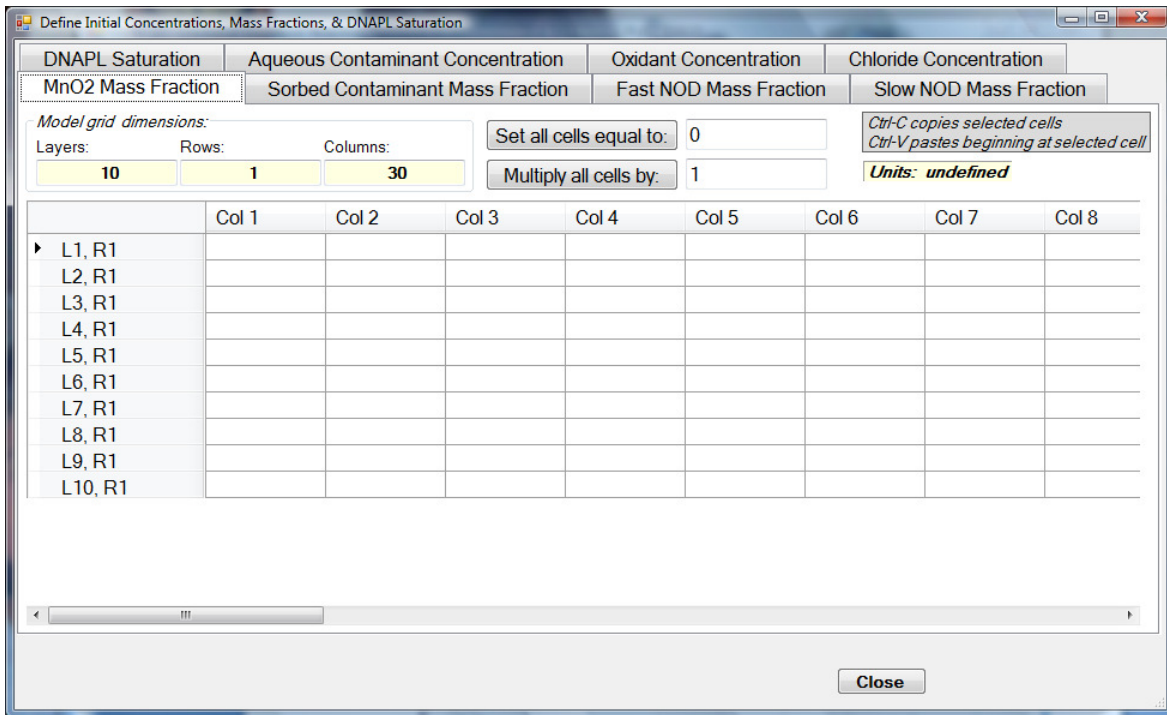 Define Initial Concentrations, Mass Fractions, & DNAPL Saturation
DNAPL Saturation Aqueous Contaminant Concentration Oxidant Concentration Chloride Concentration
MnO2 Mass Fraction Sorbed Contaminant Mass Fraction Fast NOD Mass Fraction Slow NOD Mass Fraction
Model grid dimensions:
Layers: Rows: Columns:
10 1 30
Set all cells equal to: 0
Multiply all cells by: 1
Ctrl-C copies selected cells
Ctrl-V pastes beginning at selected cell
Units: undefined
Col 1 Col 2 Col 3 Col 4 Col 5 Col 6 Col 7 Col 8
L1, R1
L2, R1
L3, R1
L4, R1
L5, R1
L6, R1
L7, R1
L8, R1
L9, R1
L10, R1
Close